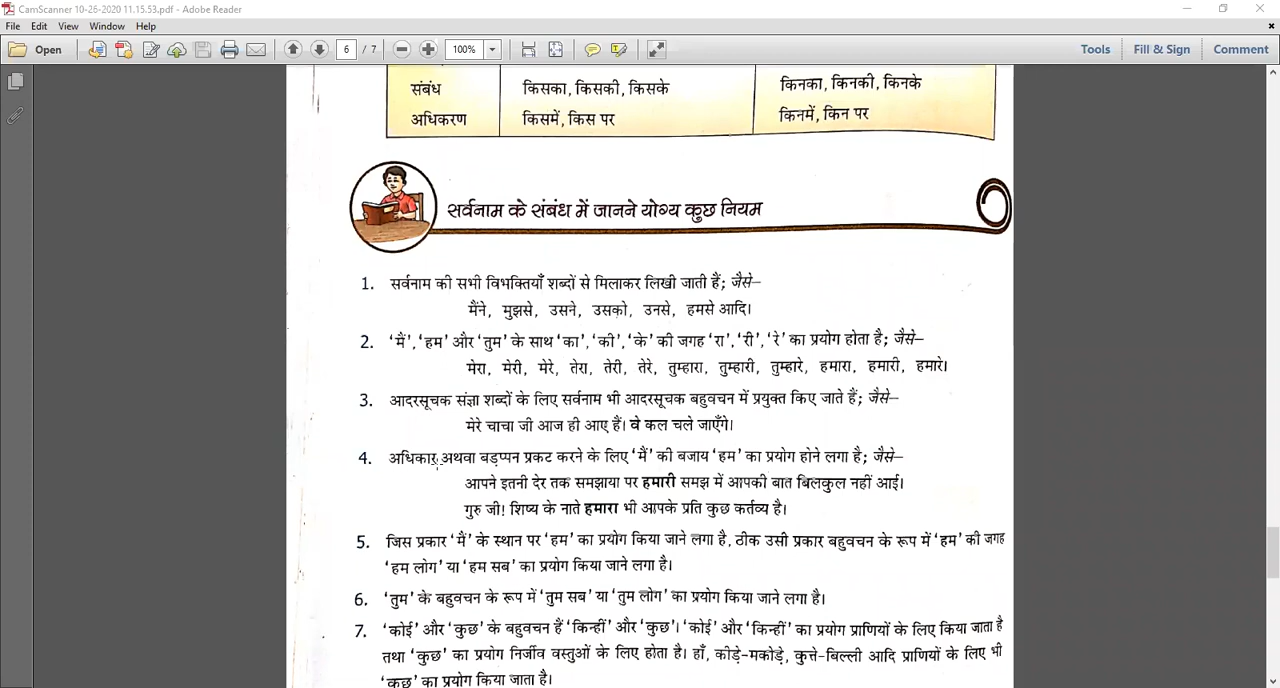 CamScanner 10-26-2020 11.15.53.pdf - Adobe Reader
File Edit View Window Help
Open 6 / 7 100% Tools Fill & Sign Comment
संबंध किसका, किसकी, किसके किनका, किनकी, किनके
अधिकरण किसमें, किस पर किनमें, किन पर
सर्वनाम के संबंध में जानने योग्य कुछ नियम
1. सर्वनाम की सभी विभक्तियाँ शब्दों से मिलाकर लिखी जाती हैं; जैसे–
मैंने, मुझसे, उसने, उसको, उनसे, हमसे आदि।
2. ‘मैं’, ‘हम’ और ‘तुम’ के साथ ‘का’, ‘की’, ‘के’ की जगह ‘रा’, ‘री’, ‘रे’ का प्रयोग होता है; जैसे–
मेरा, मेरी, मेरे, तेरा, तेरी, तेरे, तुम्हारा, तुम्हारी, तुम्हारे, हमारा, हमारी, हमारे।
3. आदरसूचक संज्ञा शब्दों के लिए सर्वनाम भी आदरसूचक बहुवचन में प्रयुक्त किए जाते हैं; जैसे–
मेरे चाचा जी आज ही आए हैं। वे कल चले जाएँगे।
4. अधिकार अथवा बड़प्पन प्रकट करने के लिए ‘मैं’ की बजाय ‘हम’ का प्रयोग होने लगा है; जैसे–
आपने इतनी देर तक समझाया पर हमारी समझ में आपकी बात बिलकुल नहीं आई।
गुरु जी! शिष्य के नाते हमारा भी आपके प्रति कुछ कर्तव्य है।
5. जिस प्रकार ‘मैं’ के स्थान पर ‘हम’ का प्रयोग किया जाने लगा है, ठीक उसी प्रकार बहुवचन के रूप में ‘हम’ की जगह
‘हम लोग’ या ‘हम सब’ का प्रयोग किया जाने लगा है।
6. ‘तुम’ के बहुवचन के रूप में ‘तुम सब’ या ‘तुम लोग’ का प्रयोग किया जाने लगा है।
7. ‘कोई’ और ‘कुछ’ के बहुवचन हैं ‘किन्हीं’ और ‘कुछ’। ‘कोई’ और ‘किन्हीं’ का प्रयोग प्राणियों के लिए किया जाता है
तथा ‘कुछ’ का प्रयोग निर्जीव वस्तुओं के लिए होता है। हाँ, कीड़े-मकोड़े, कुत्ते-बिल्ली आदि प्राणियों के लिए भी
‘कुछ’ का प्रयोग किया जाता है।